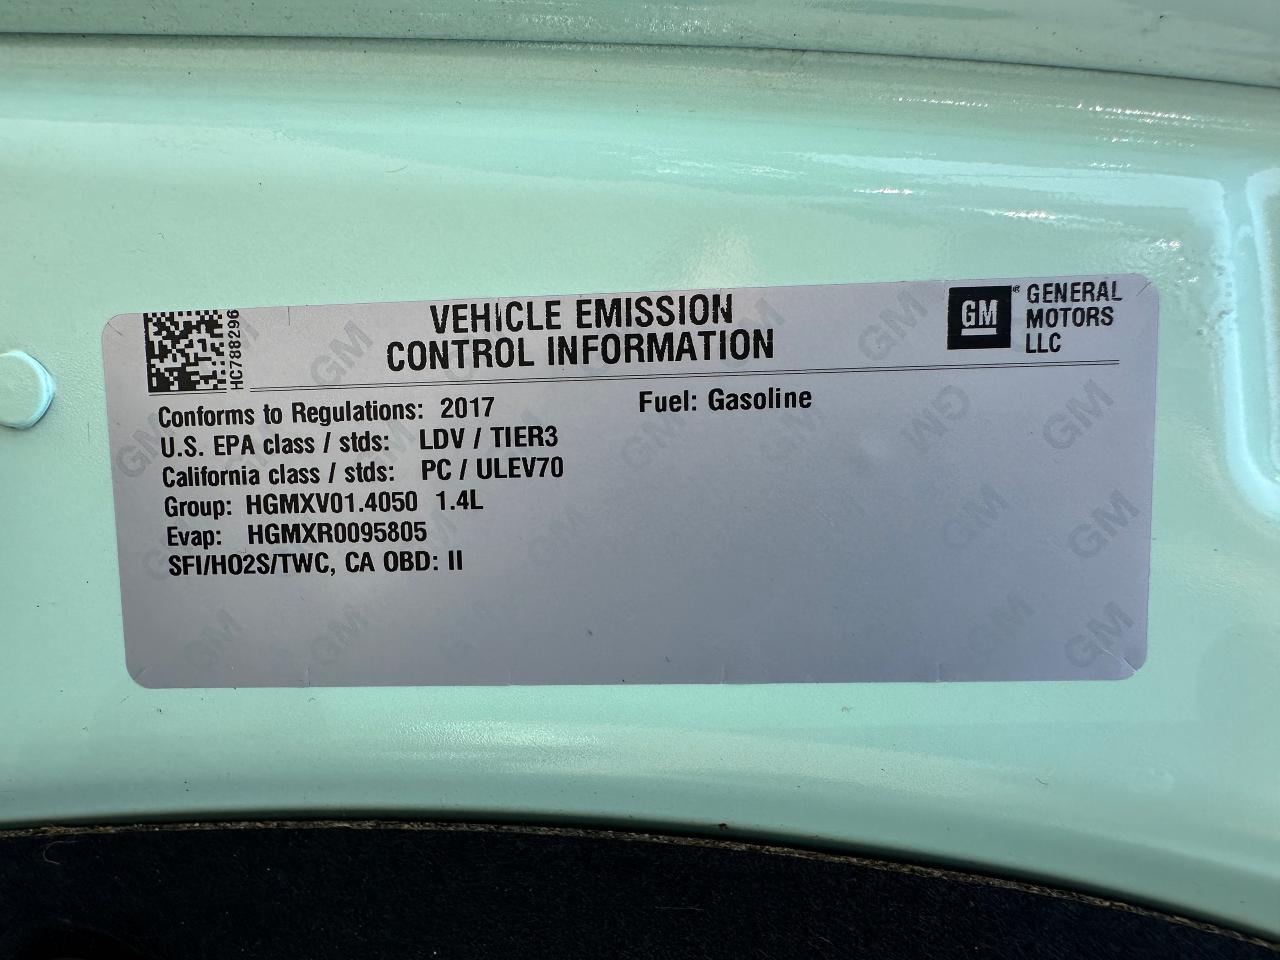 HC788296
VEHICLE EMISSION
CONTROL INFORMATION
GM
GENERAL
MOTORS
LLC
Conforms to Regulations: 2017
Fuel: Gasoline
U.S. EPA class / stds: LDV / TIER3
California class / stds: PC / ULEV70
Group: HGMXV01.4050 1.4L
Evap: HGMXR0095805
SFI/HO2S/TWC, CA OBD: II